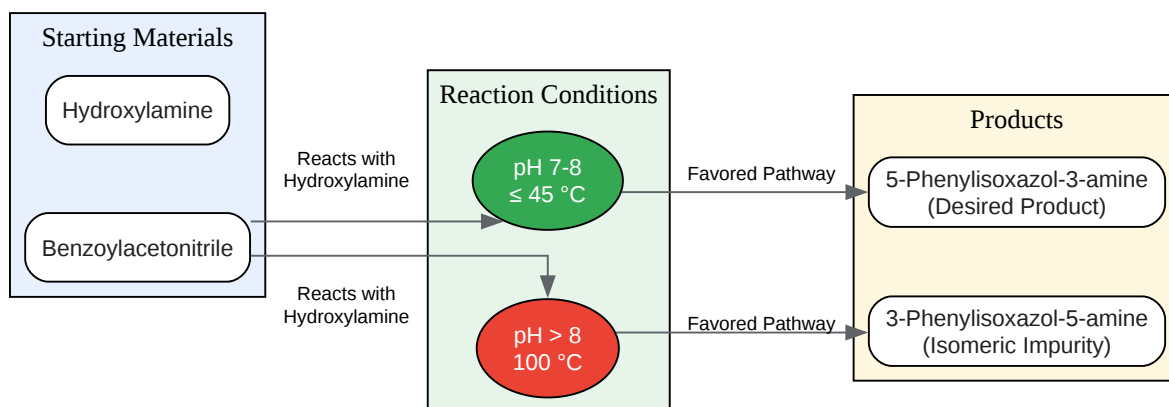 Starting Materials
Hydroxylamine
Benzoylacetonitrile
Reacts with
Hydroxylamine
Reacts with
Hydroxylamine
Reaction Conditions
pH 7-8
≤ 45 °C
pH > 8
100 °C
Favored Pathway
Favored Pathway
Products
5-Phenylisoxazol-3-amine
(Desired Product)
3-Phenylisoxazol-5-amine
(Isomeric Impurity)